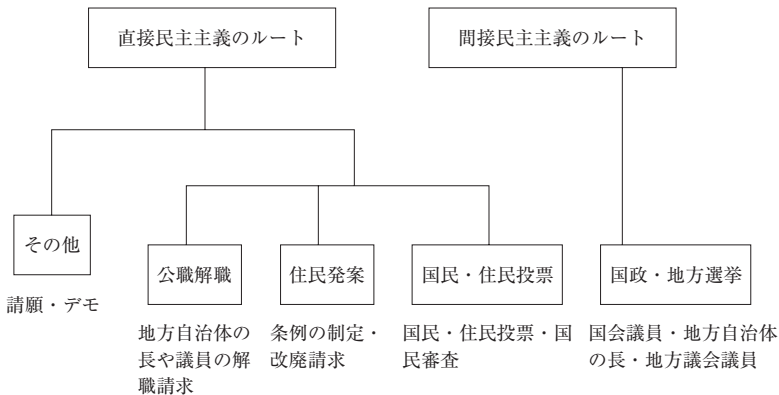 直接民主主義のルート
間接民主主義のルート
その他
請願・デモ
公職解職
地方自治体の
長や議員の解
職請求
住民発案
条例の制定・
改廃請求
国民・住民投票
国民・住民投票・国
民審査
国政・地方選挙
国会議員・地方自治体
の長・地方議会議員